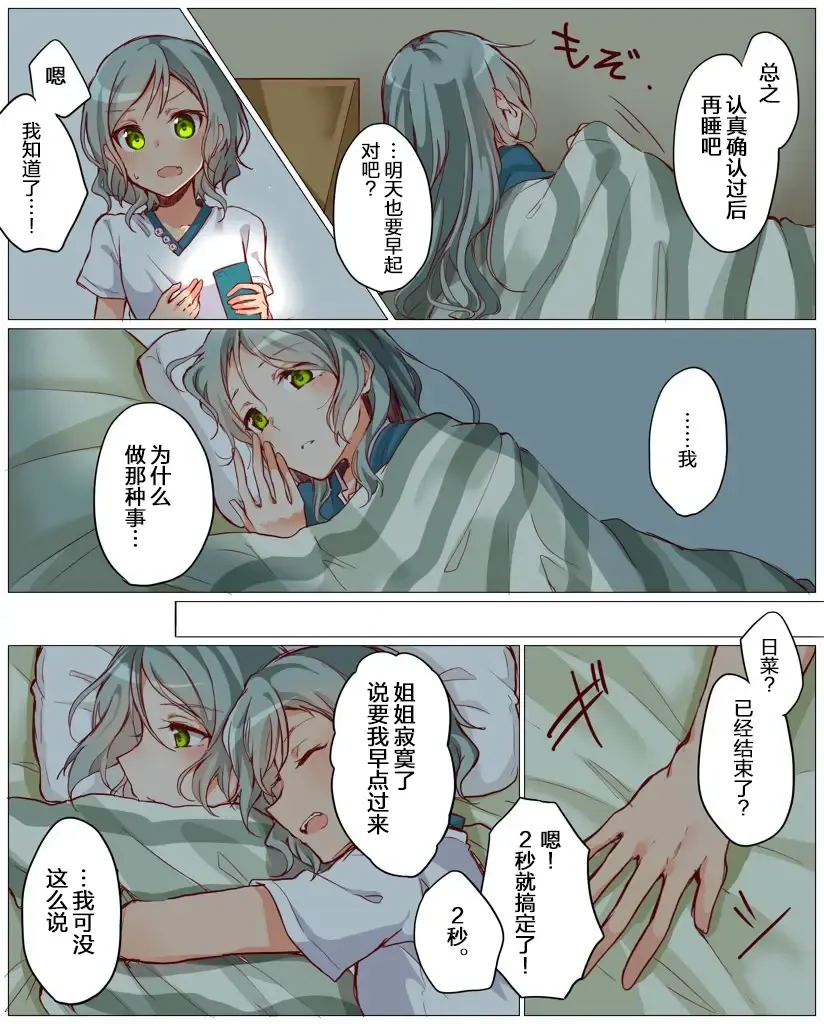 总之
认真确认过后
再睡吧
もぞ.
…明天也要早起
对吧?
嗯
我知道了…!
……我
为什么
做那种事…
日菜?
已经结束了?
嗯!
2秒就搞定了!
姐姐寂寞了
说要我早点过来
2秒。
…我可没
这么说